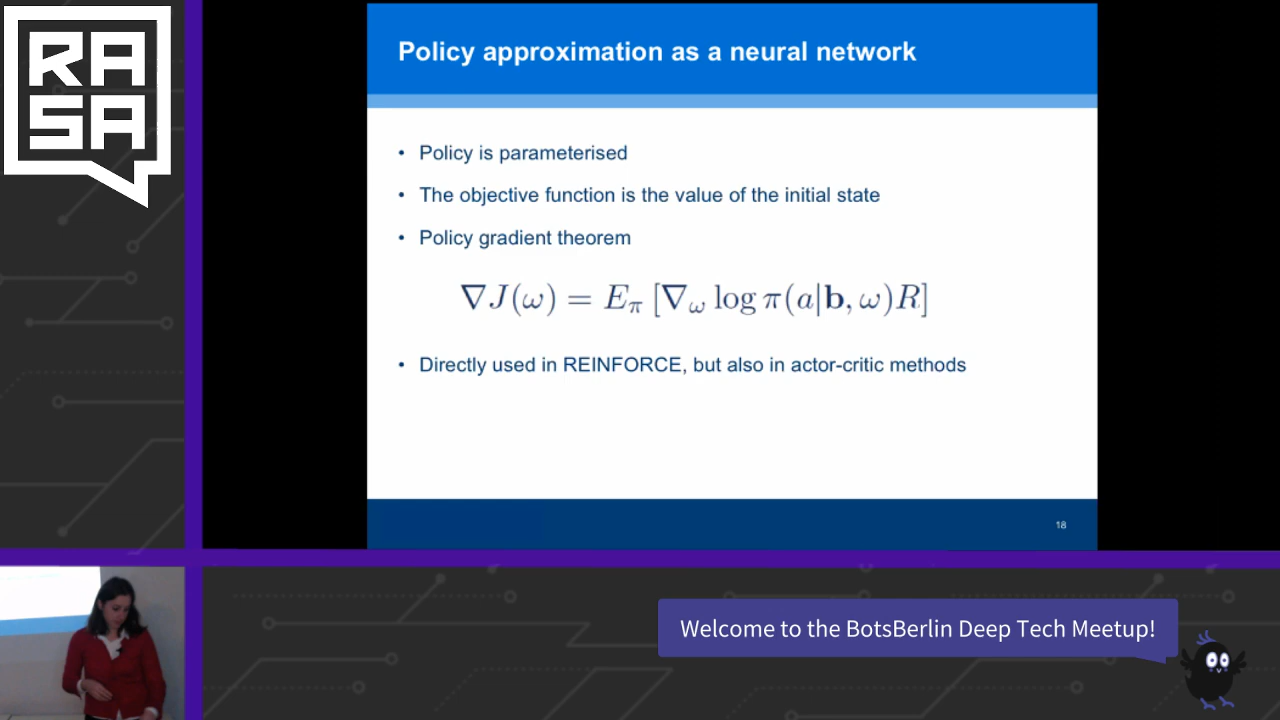 RA
SA
Policy approximation as a neural network
• Policy is parameterised
• The objective function is the value of the initial state
• Policy gradient theorem
∇J(ω) = E_π [∇_ω log π(a|b, ω)R]
• Directly used in REINFORCE, but also in actor-critic methods
18
Welcome to the BotsBerlin Deep Tech Meetup!